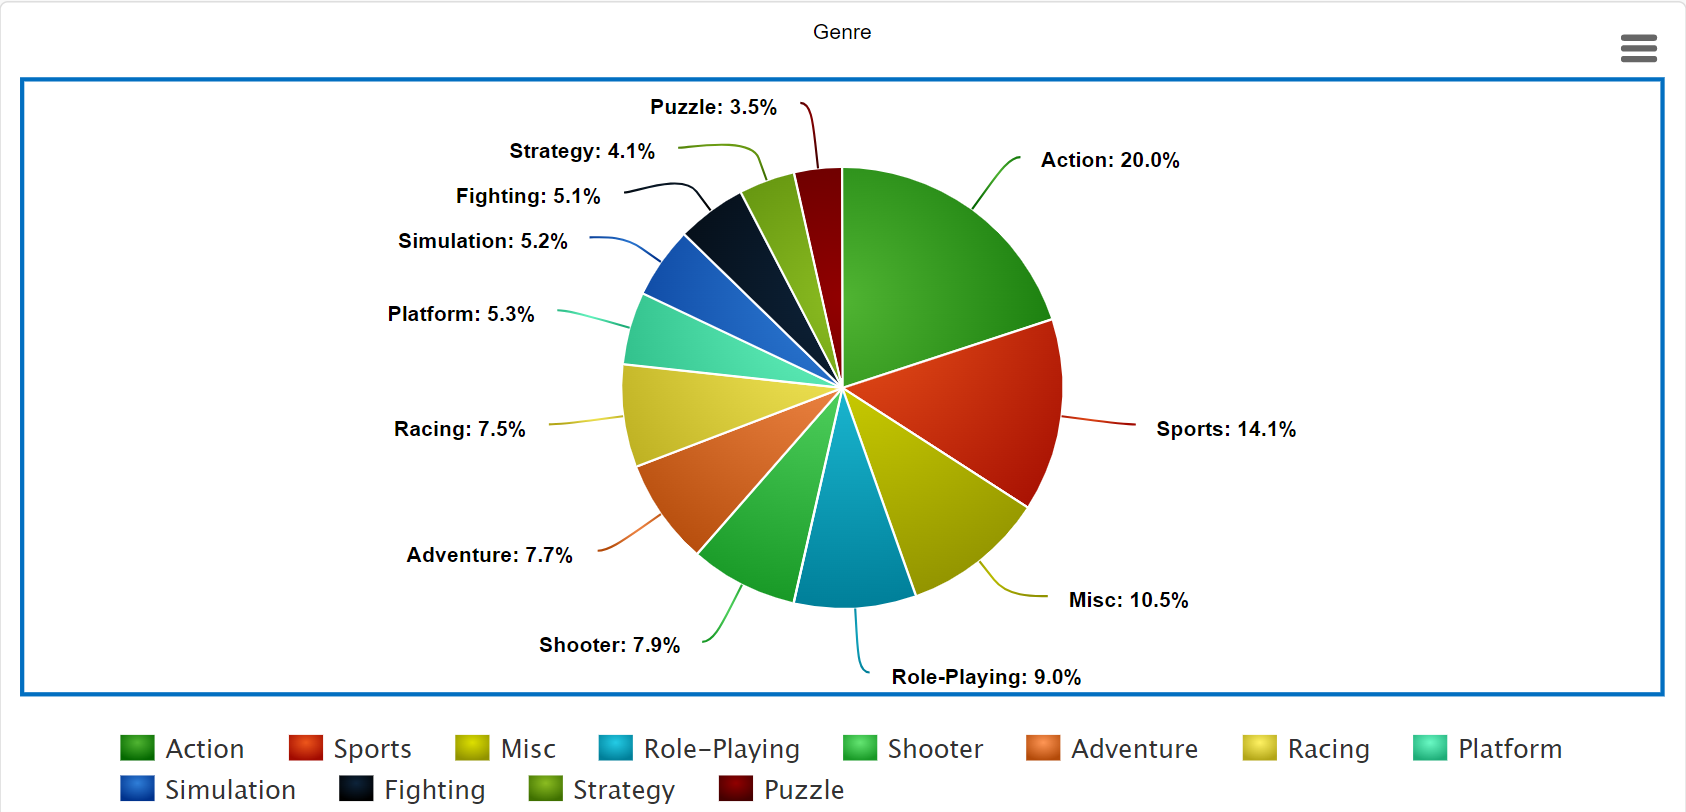 Genre
Puzzle: 3.5%
Strategy: 4.1%
Action: 20.0%
Fighting: 5.1%
Simulation: 5.2%
Platform: 5.3%
Racing: 7.5%
Sports: 14.1%
Adventure: 7.7%
Misc: 10.5%
Shooter: 7.9%
Role-Playing: 9.0%
Action Sports Misc Role-Playing Shooter Adventure Racing Platform
Simulation Fighting Strategy Puzzle